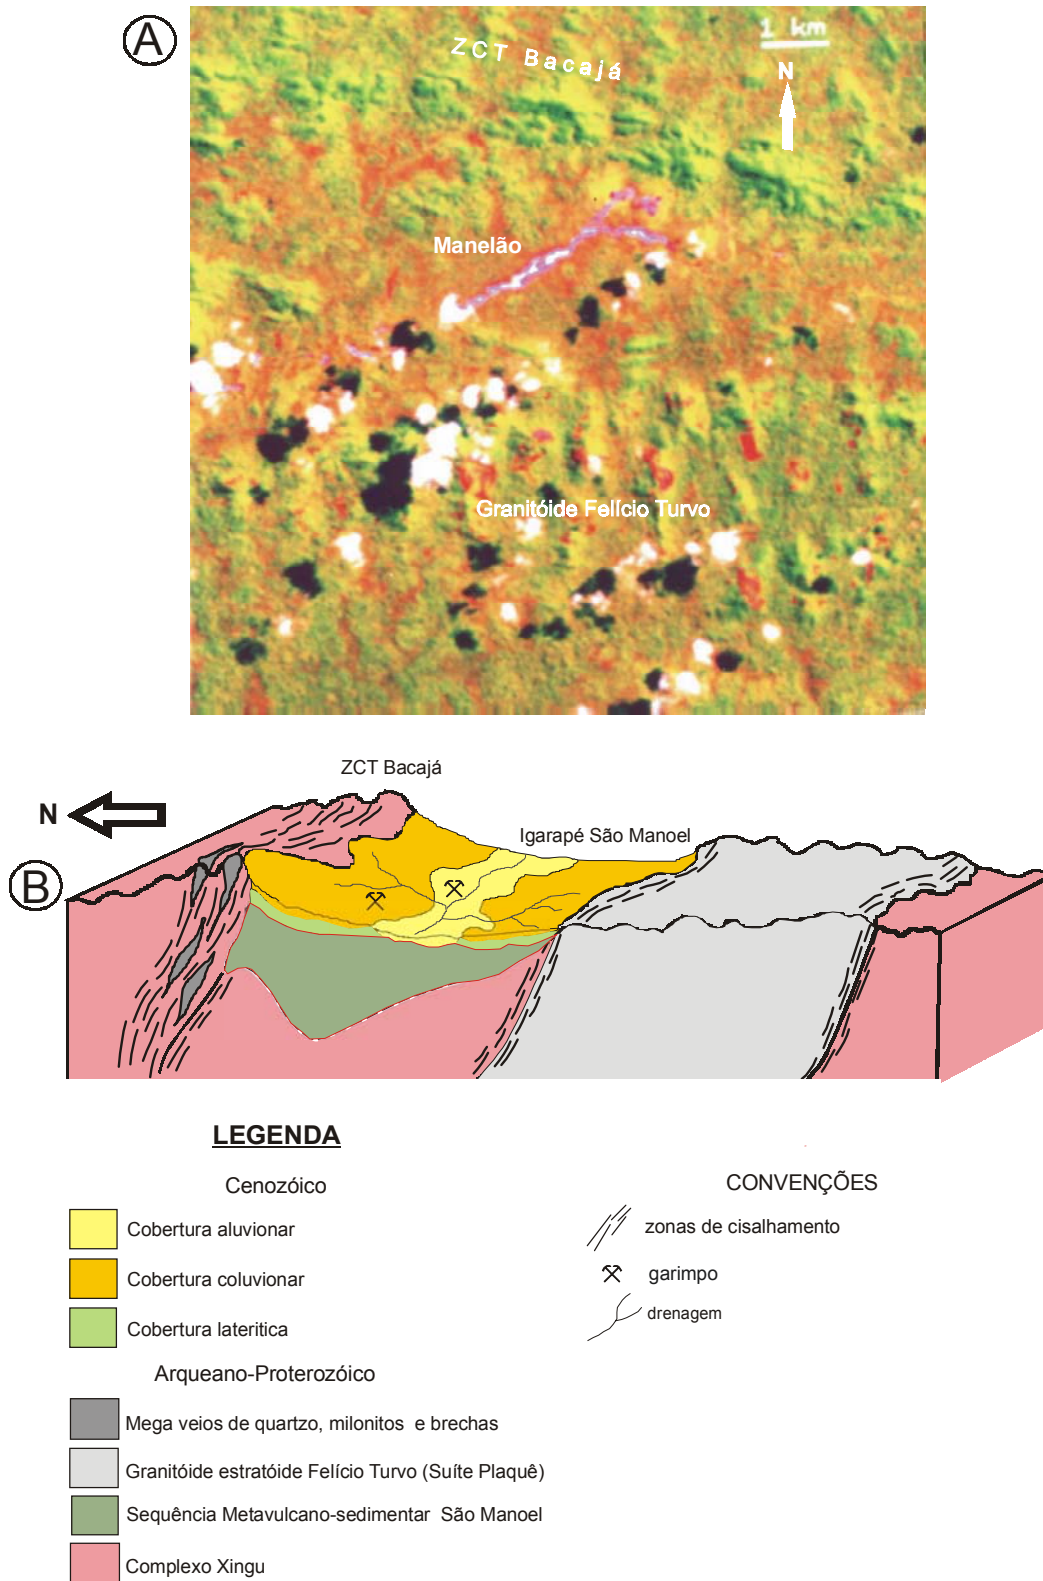 A
ZCT Bacajá
1 km
N
Manelão
Granitóide Felício Turvo
ZCT Bacajá
N
Igarapé São Manoel
B
LEGENDA
Cenozóico
Cobertura aluvionar
Cobertura coluvionar
Cobertura lateritica
Arqueano-Proterozóico
Mega veios de quartzo, milonitos e brechas
Granitóide estratóide Felício Turvo (Suíte Plaquê)
Sequência Metavulcano-sedimentar São Manoel
Complexo Xingu
CONVENÇÕES
zonas de cisalhamento
garimpo
drenagem